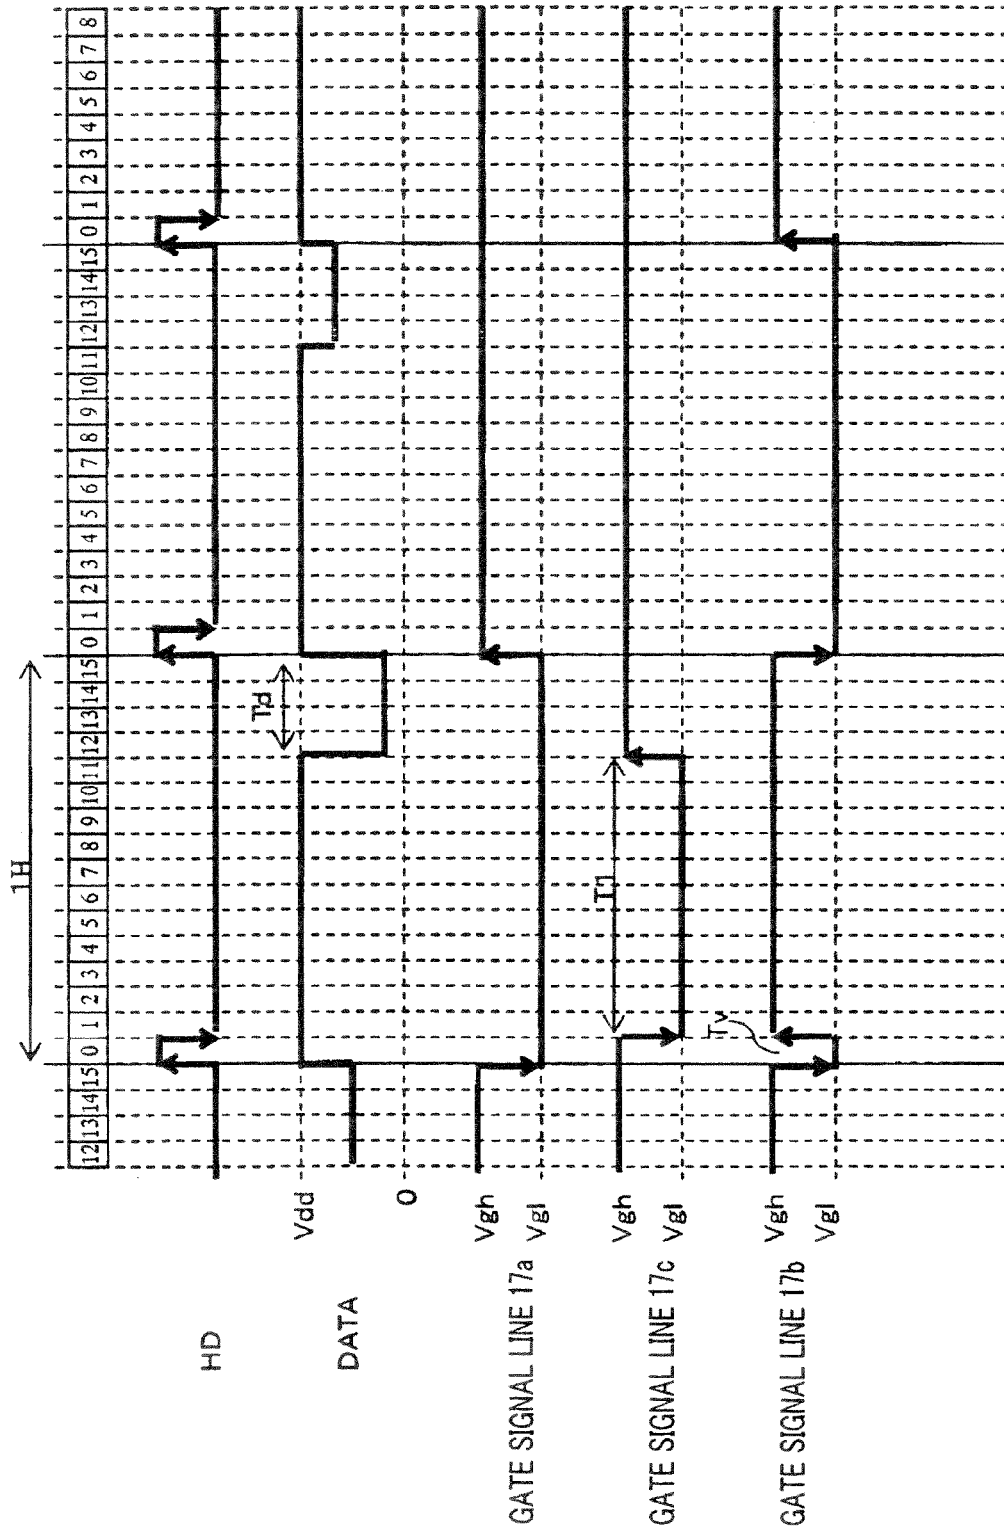 12 13 14 15 0 1 2 3 4 5 6 7 8 9 10 11 12 13 14 15 0 1 2 3 4 5 6 7 8 9 10 11 12 13 14 15 0 1 2 3 4 5 6 7 8
1H
HD
Vdd
Td
DATA
0
Vgh
GATE SIGNAL LINE 17a
Vgl
Vgh
T1
GATE SIGNAL LINE 17c
Vgl
Tv
Vgh
GATE SIGNAL LINE 17b
Vgl